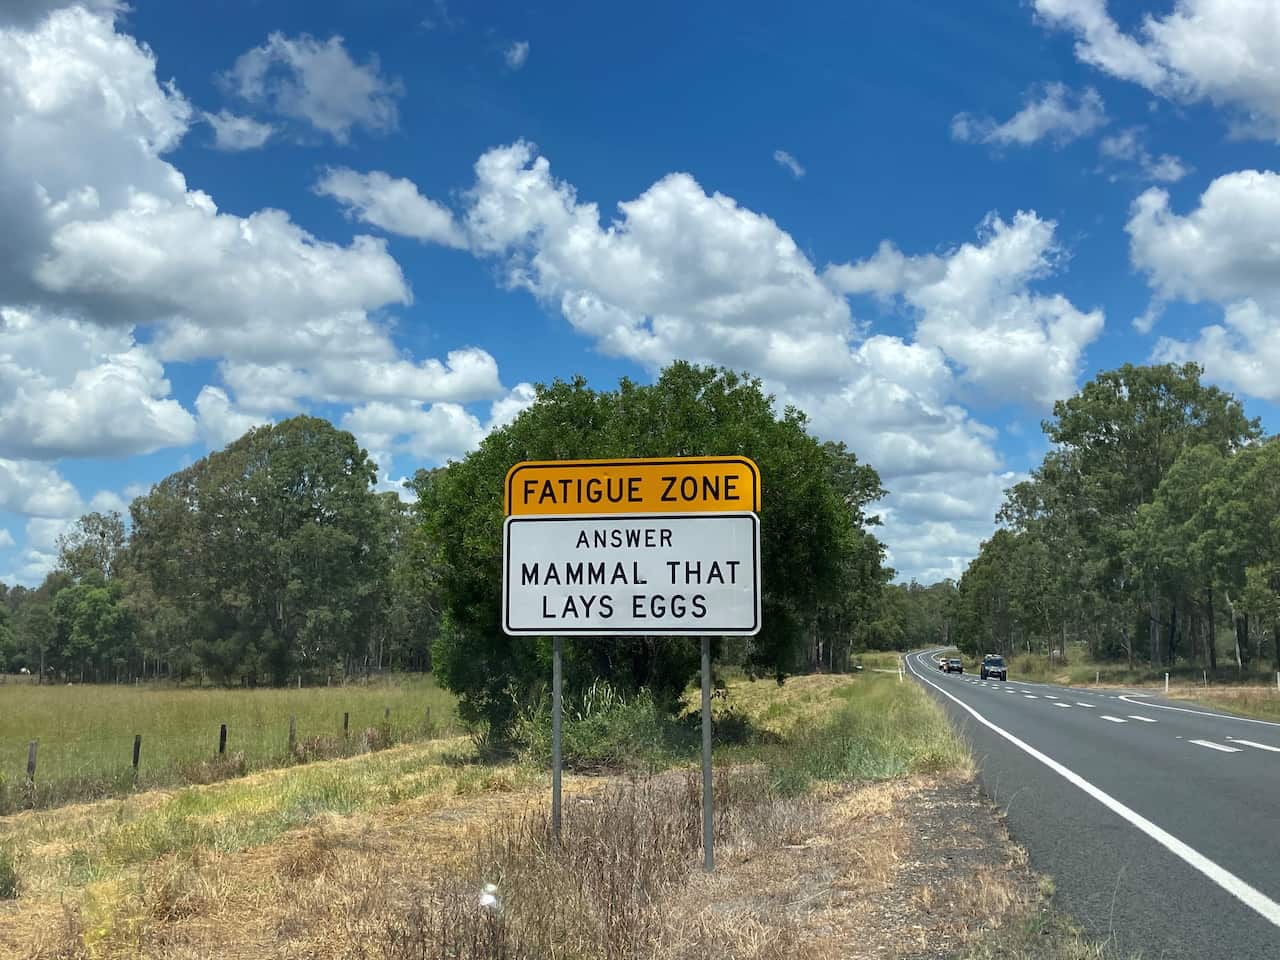 FATIGUE ZONE
ANSWER
MAMMAL THAT
LAYS EGGS